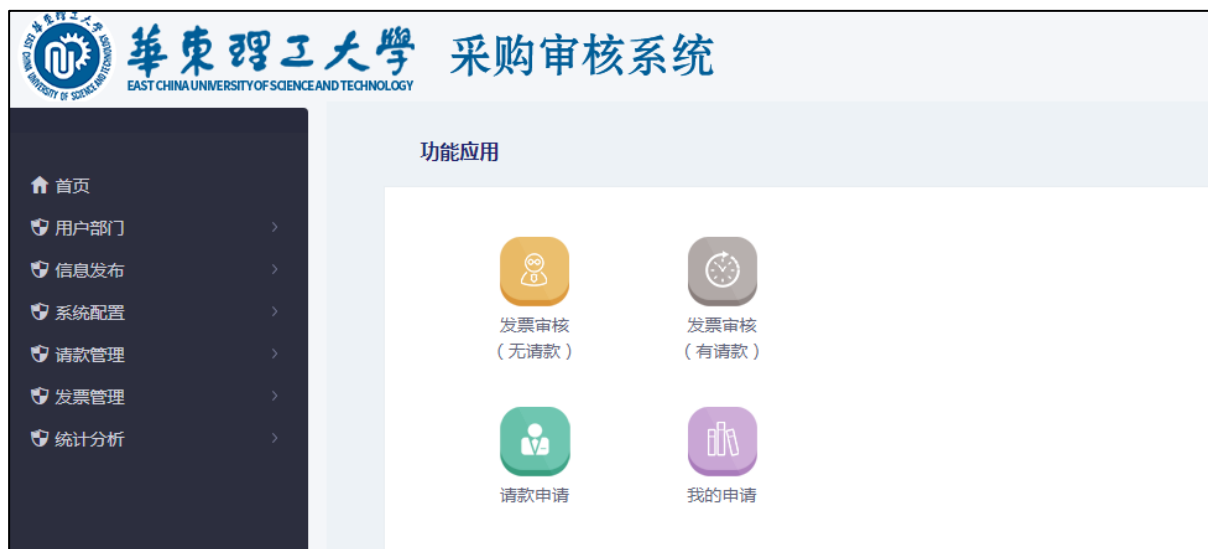 華東理工大學 采购审核系统
EAST CHINA UNIVERSITY OF SCIENCE AND TECHNOLOGY
功能应用
首页
用户部门
信息发布
系统配置
请款管理
发票管理
统计分析
发票审核
（无请款）
发票审核
（有请款）
请款申请
我的申请